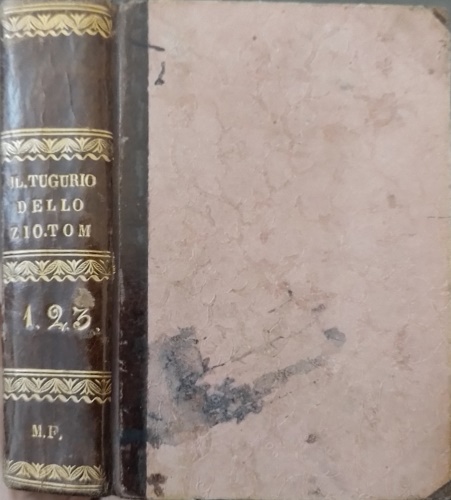 IL.TUGURIO
DELLO
ZIO.TOM
1.2.3.
M.P.